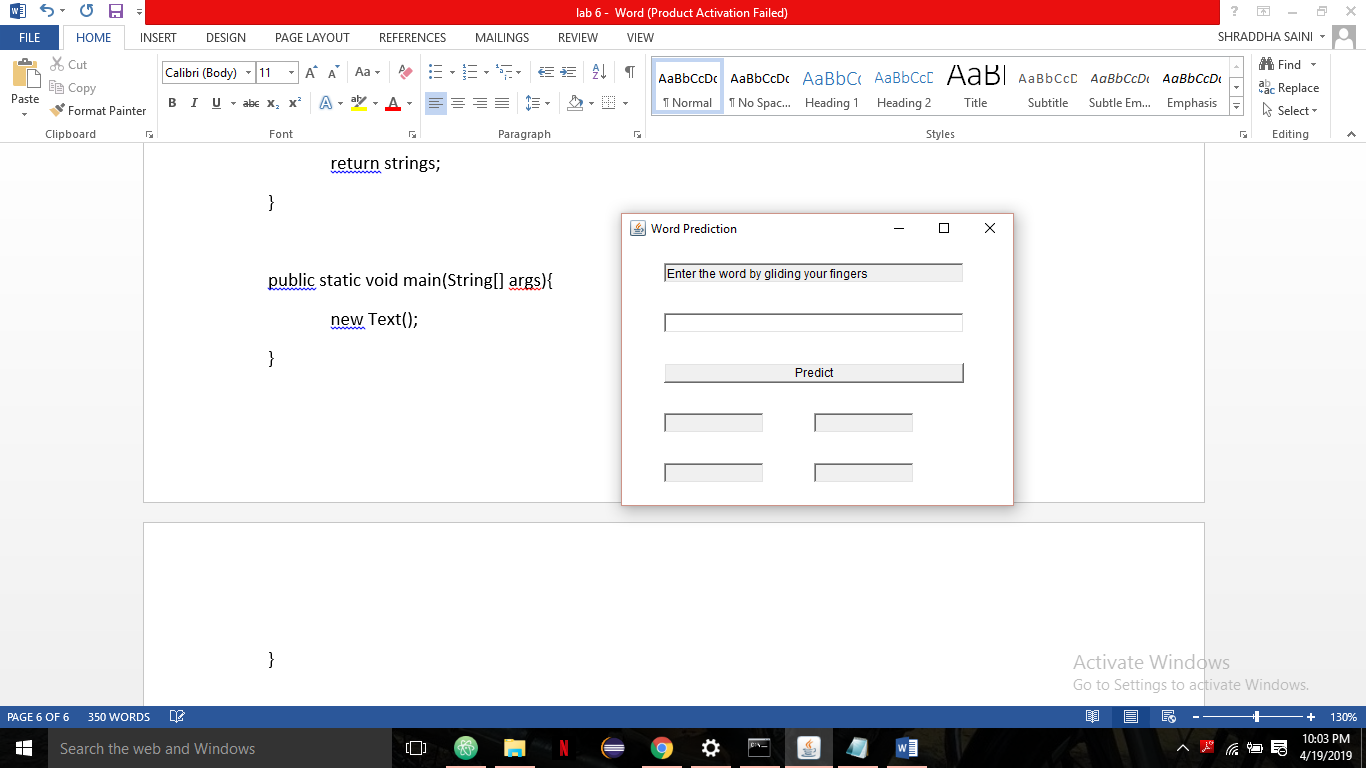 lab 6 - Word (Product Activation Failed)
FILE HOME INSERT DESIGN PAGE LAYOUT REFERENCES MAILINGS REVIEW VIEW SHRADDHA SAINI
Paste
Cut
Copy
Format Painter
Clipboard
Calibri (Body) 11
Font
Paragraph
AaBbCcDc AaBbCcDc AaBbCc AaBbCcD AaBl AaBbCcD AaBbCcDc AaBbCcDc
¶ Normal ¶ No Spac... Heading 1 Heading 2 Title Subtitle Subtle Em... Emphasis
Styles
Find
Replace
Select
Editing
return strings;
}
public static void main(String[] args){
new Text();
}
}
Word Prediction
Enter the word by gliding your fingers
Predict
Activate Windows
Go to Settings to activate Windows.
PAGE 6 OF 6 350 WORDS 130%
Search the web and Windows
10:03 PM
4/19/2019